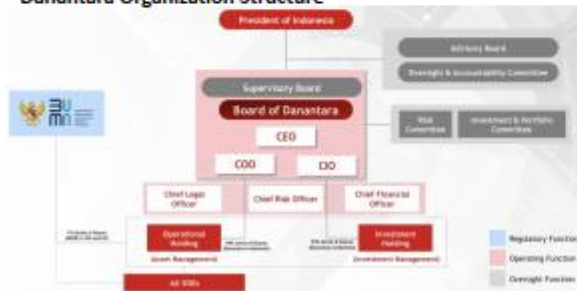 Danantara Organization Structure
President of Indonesia
Advisory Board
Oversight & Accountability Committee
Supervisory Board
Board of Danantara
CEO
COO
CIO
Risk
Committee
Investment & Portfolio
Committee
Chief Legal
Officer
Chief Risk Officer
Chief Financial
Officer
Operational
Holding
(Asset Management)
Investment
Holding
(Investment Management)
All SOEs
Regulatory Function
Operating Function
Oversight Function